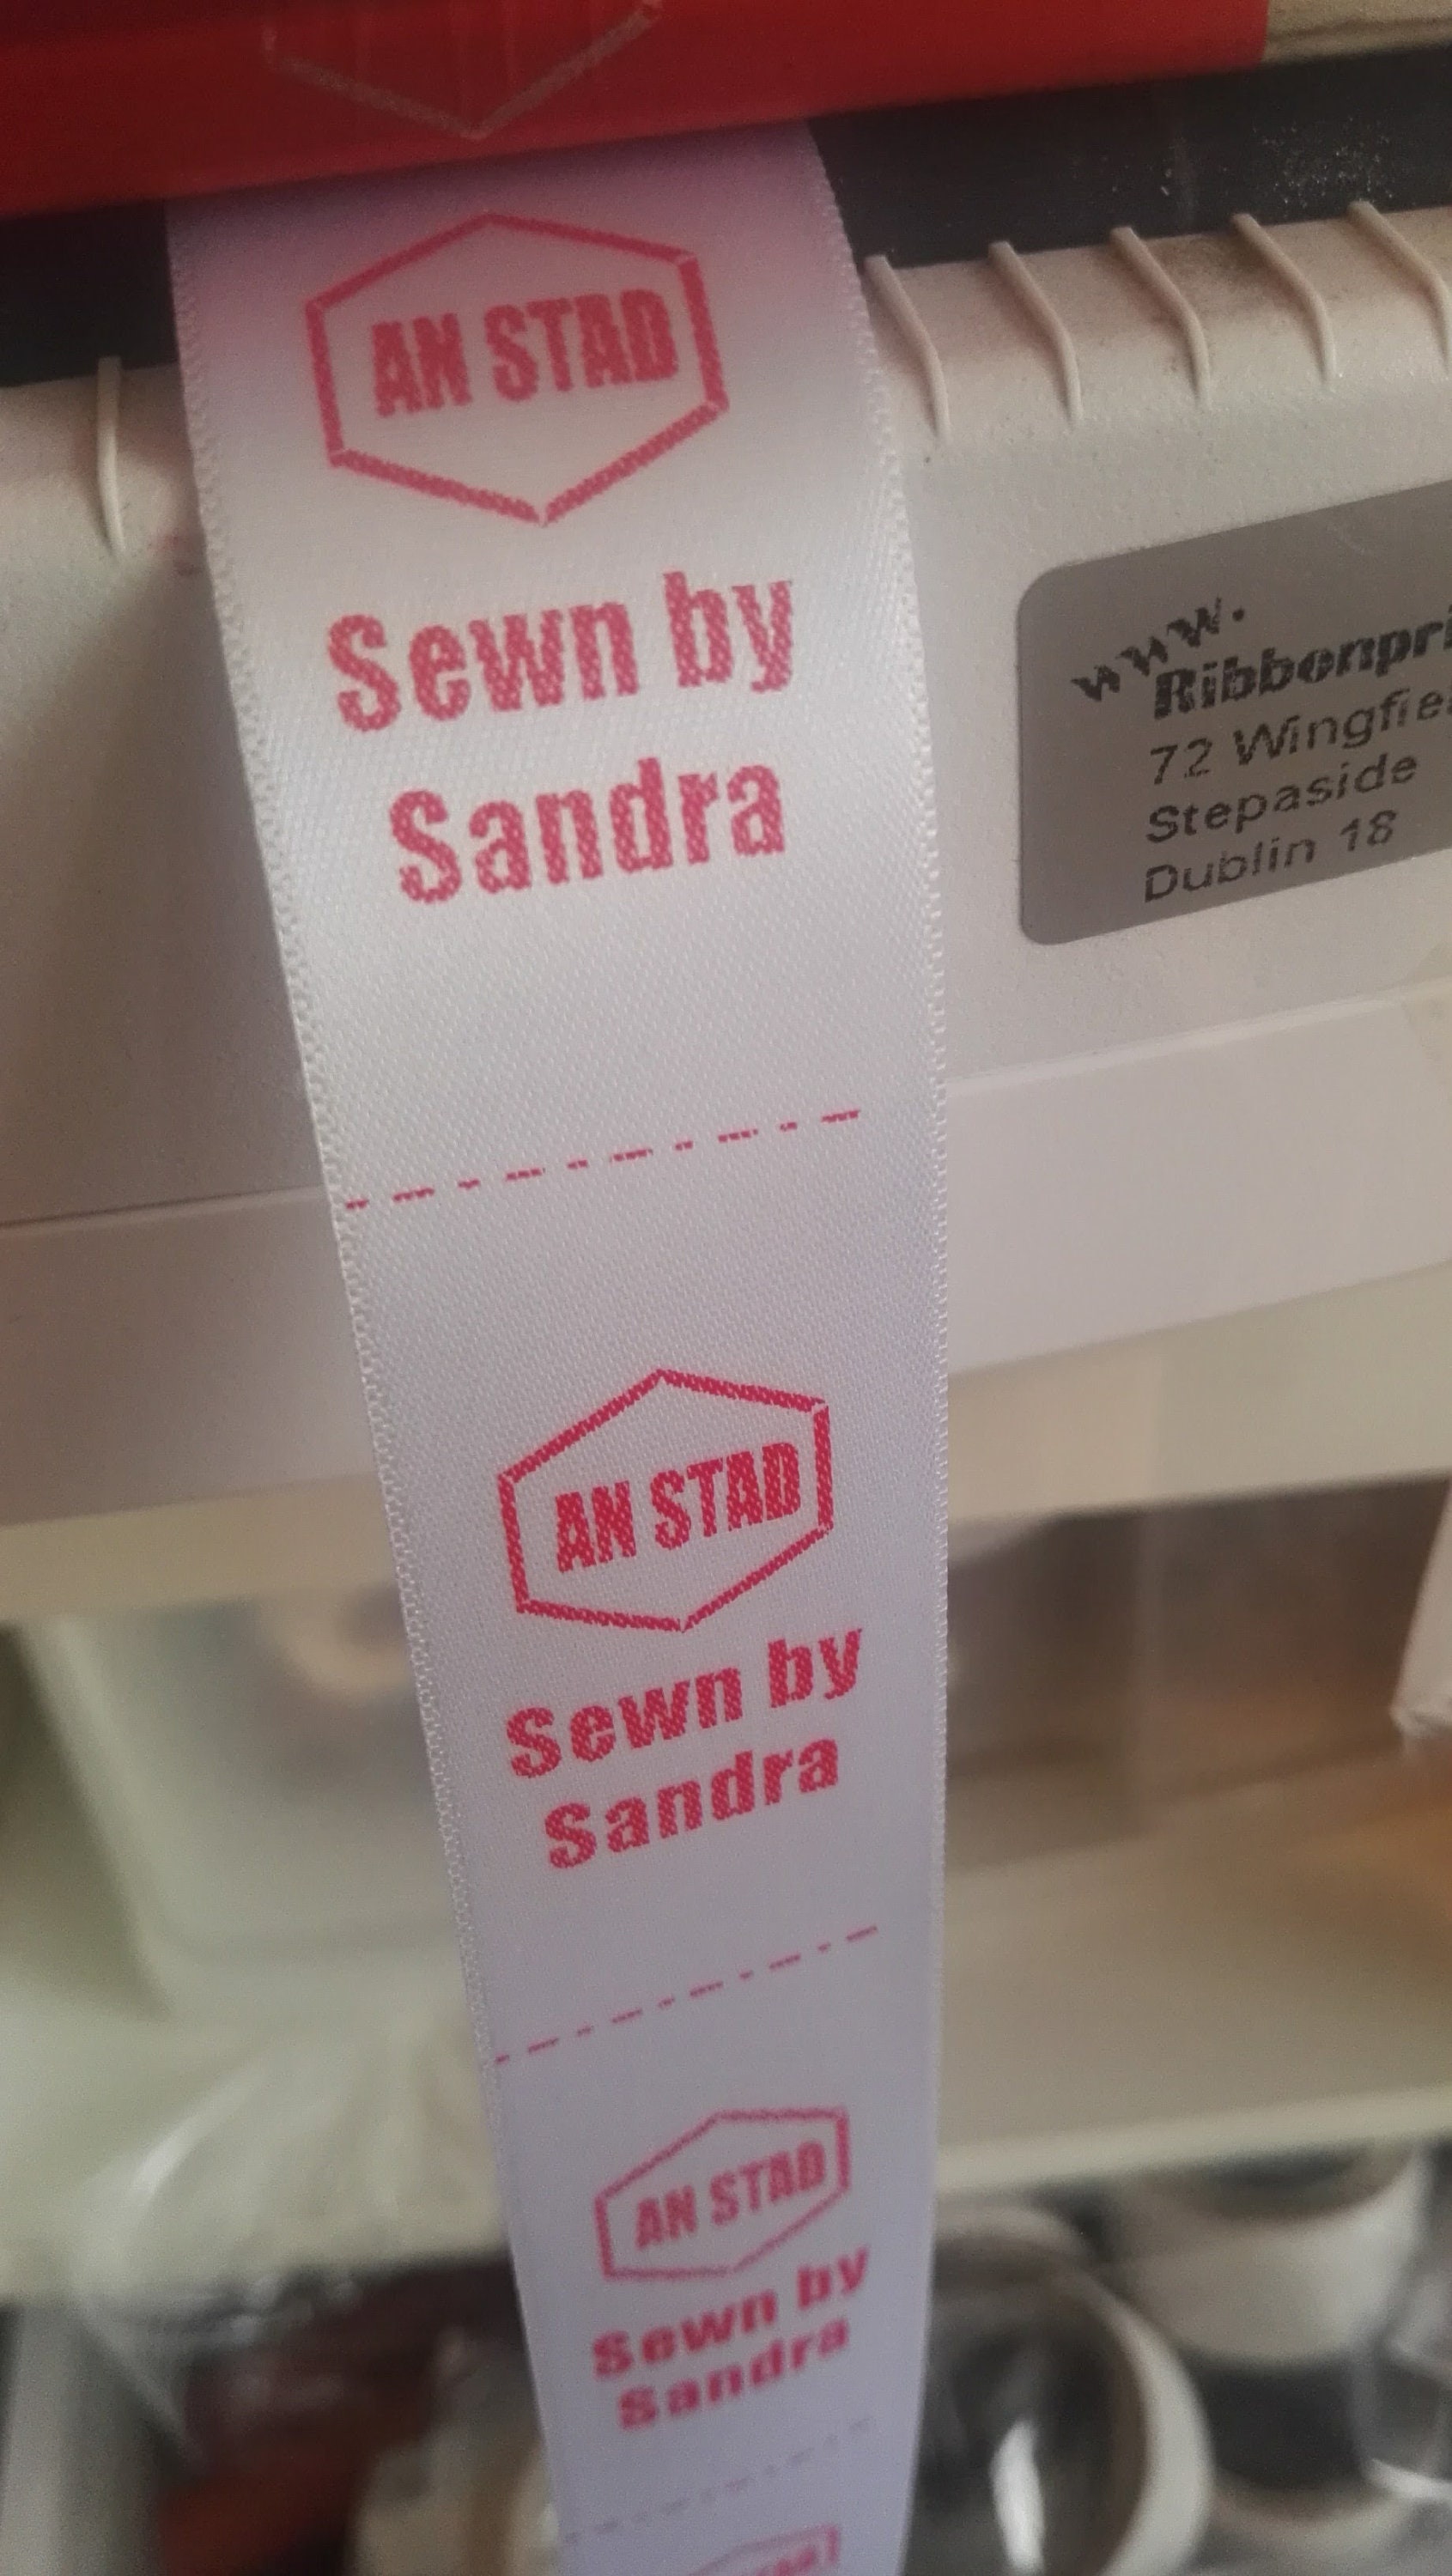 AN STAD
Sewn by
Sandra
www.
Ribbonpri
72 Wingfie
Stepaside
Dublin 18
AN STAD
Sewn by
Sandra
AN STAD
Sewn by
Sandra